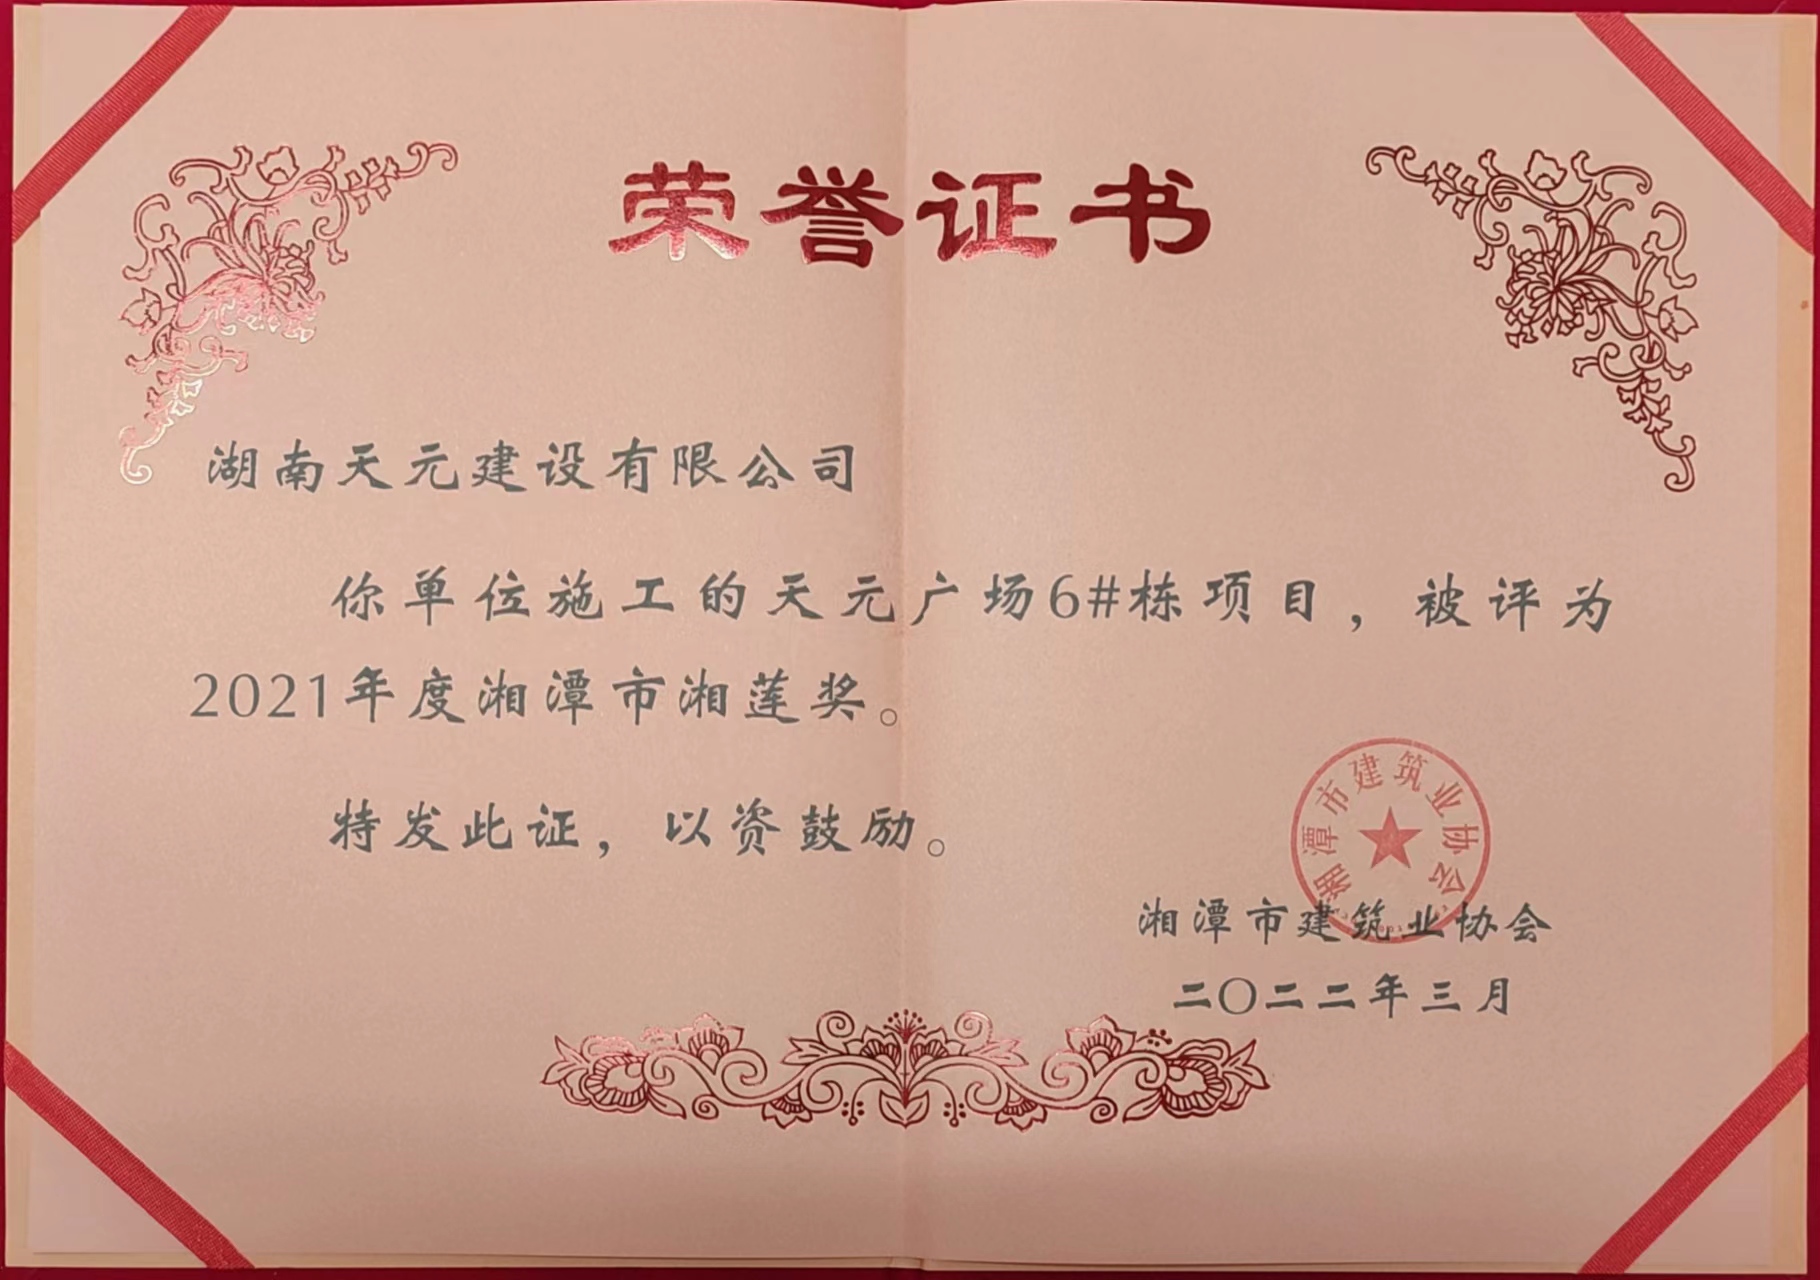 荣誉证书
湖南天元建设有限公司
你单位施工的天元广场6#栋项目，被评为
2021年度湘潭市湘莲奖。
特发此证，以资鼓励。
湘潭市建筑业协会
湘潭市建筑业协会
二〇二二年三月